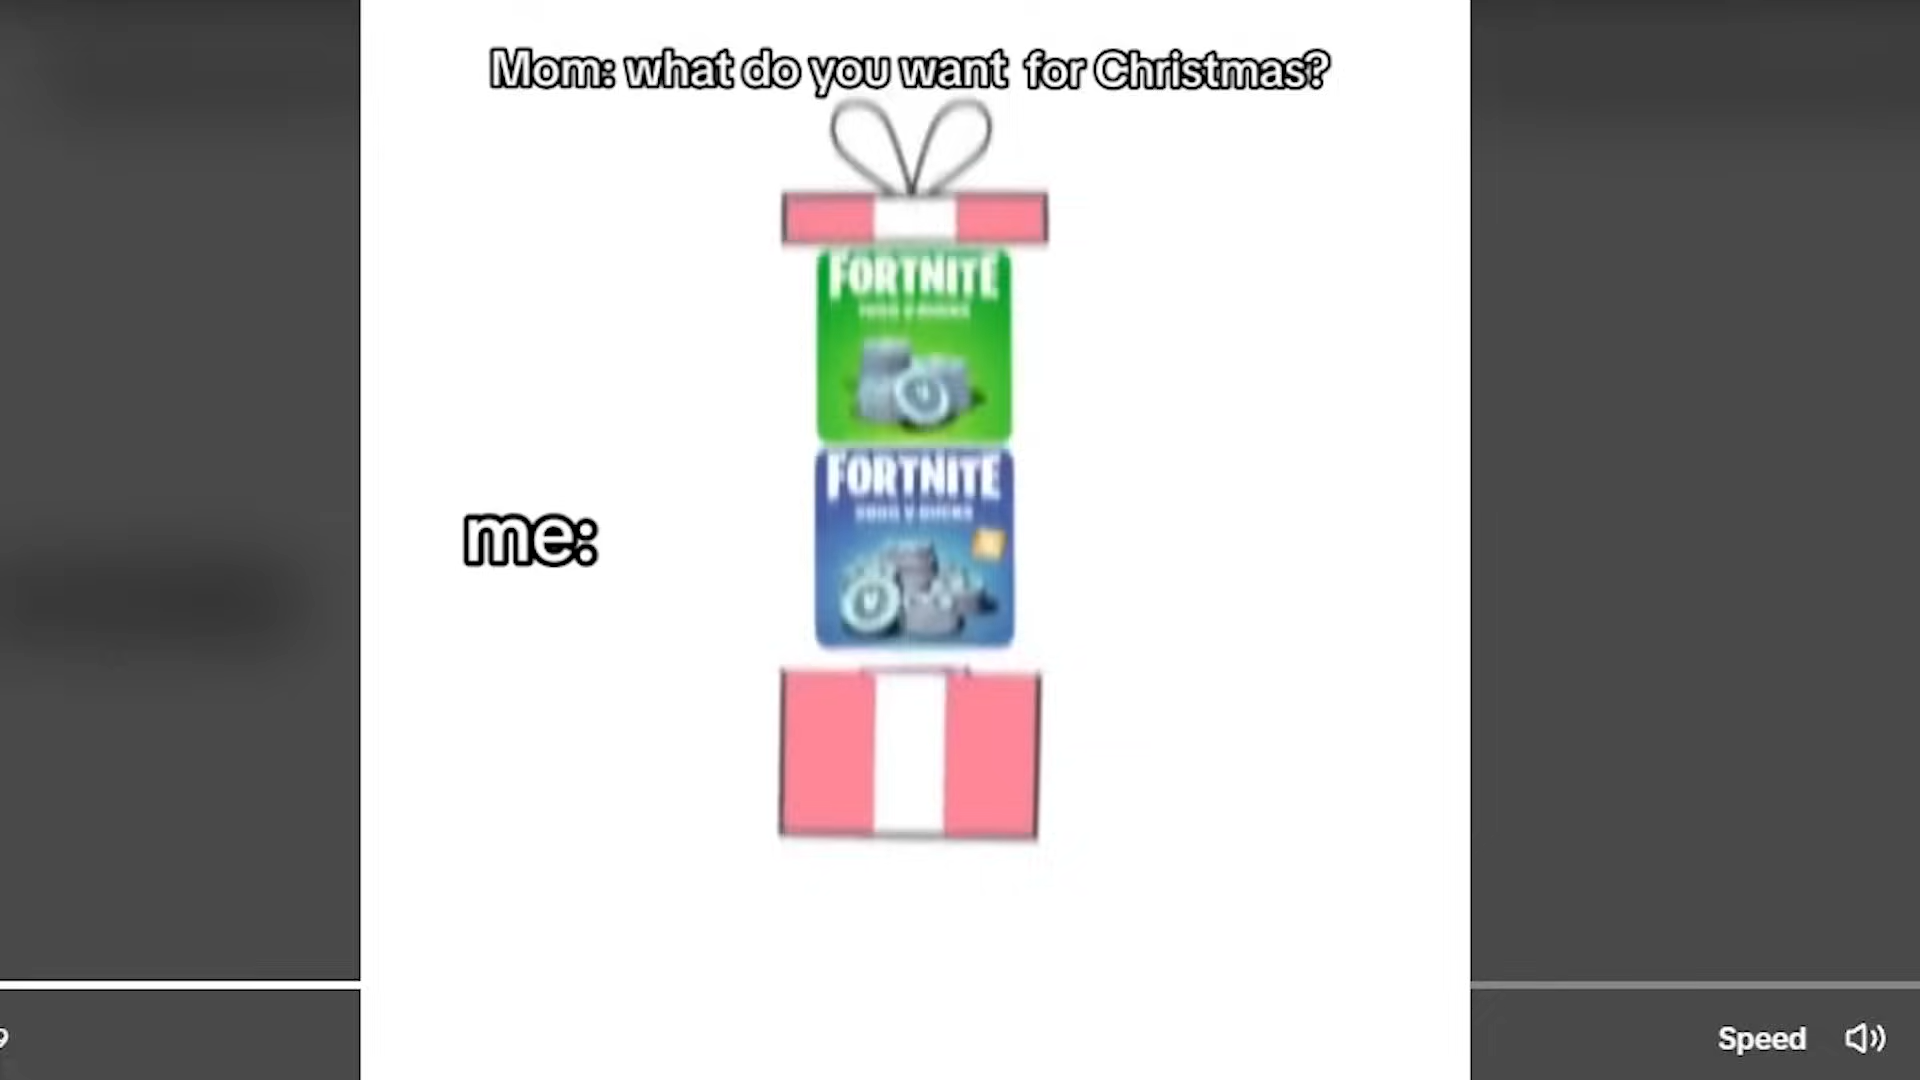 Mom: what do you want for Christmas?
FORTNITE
FORTNITE
me:
Speed